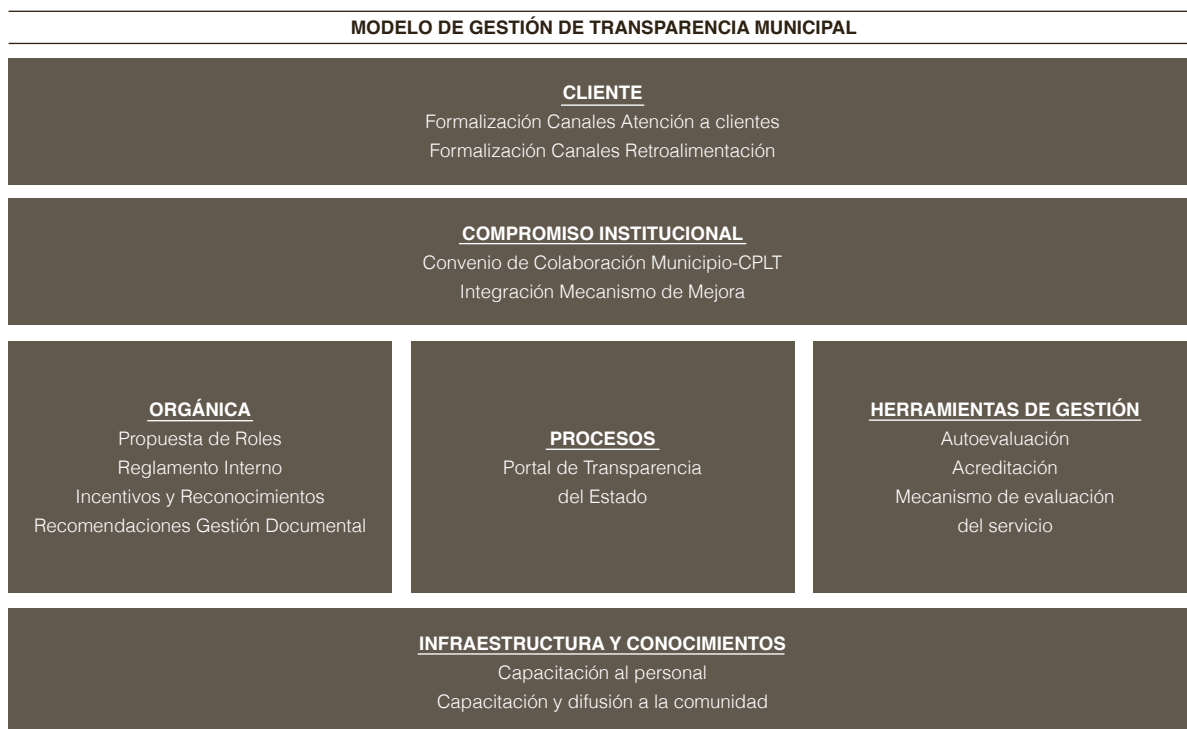 MODELO DE GESTIÓN DE TRANSPARENCIA MUNICIPAL
CLIENTE
Formalización Canales Atención a clientes
Formalización Canales Retroalimentación
COMPROMISO INSTITUCIONAL
Convenio de Colaboración Municipio-CPLT
Integración Mecanismo de Mejora
ORGÁNICA
Propuesta de Roles
Reglamento Interno
Incentivos y Reconocimientos
Recomendaciones Gestión Documental
PROCESOS
Portal de Transparencia
del Estado
HERRAMIENTAS DE GESTIÓN
Autoevaluación
Acreditación
Mecanismo de evaluación
del servicio
INFRAESTRUCTURA Y CONOCIMIENTOS
Capacitación al personal
Capacitación y difusión a la comunidad